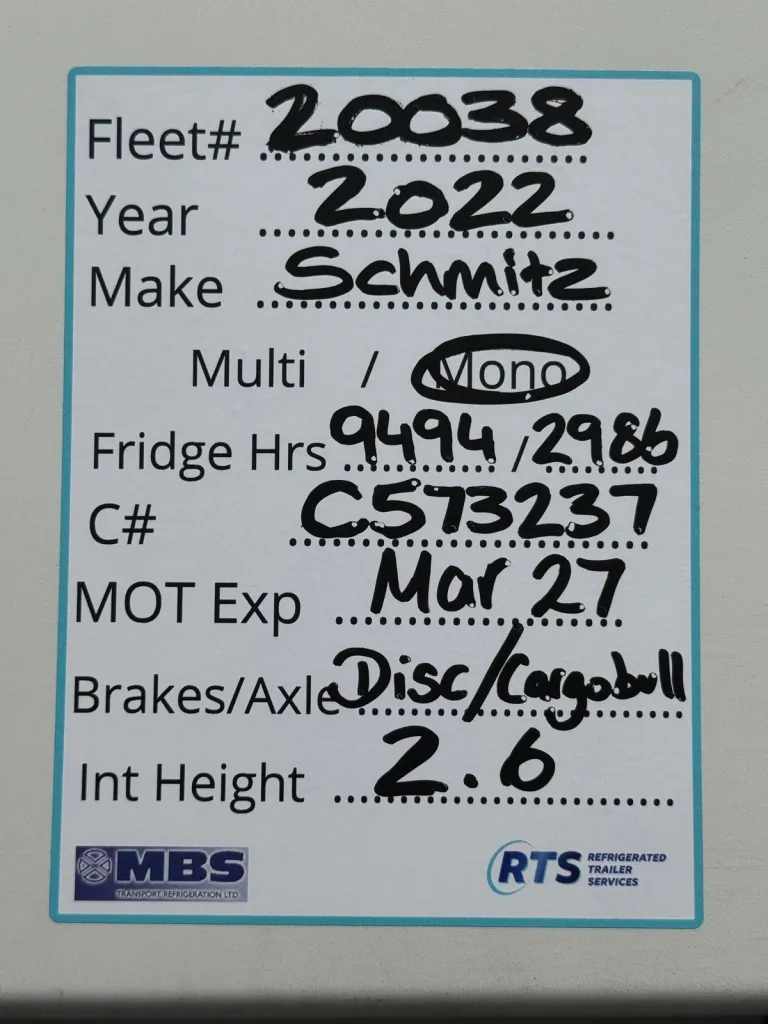 Fleet# 20038
Year 2022
Make Schmitz
Multi / Mono
Fridge Hrs 9494 / 2986
C# C573237
MOT Exp Mar 27
Brakes/Axle Disc/Cargobull
Int Height 2.6
MBS
TRANSPORT REFRIGERATION LTD
RTS REFRIGERATED
TRAILER
SERVICES